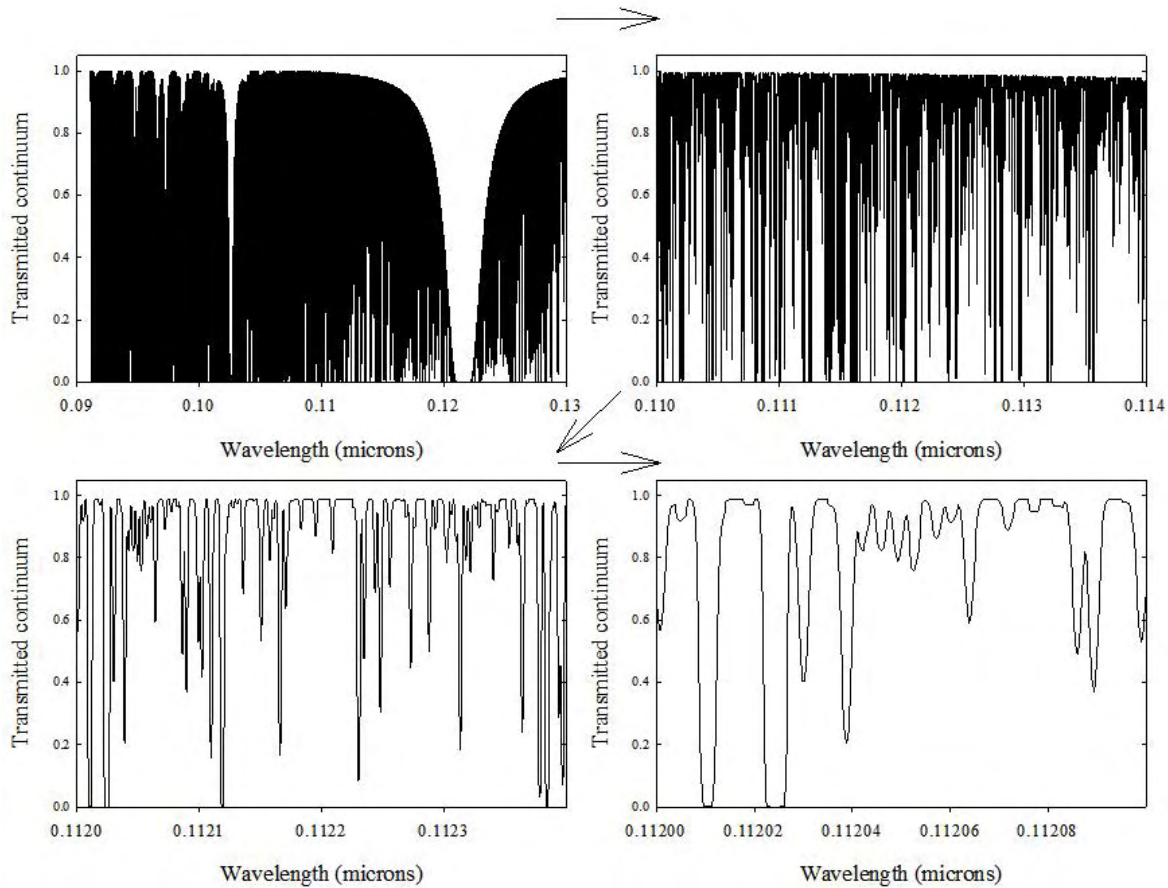 Transmitted continuum
1.0
0.8
0.6
0.4
0.2
0.0
0.09 0.10 0.11 0.12 0.13
Wavelength (microns)
Transmitted continuum
1.0
0.8
0.6
0.4
0.2
0.0
0.110 0.111 0.112 0.113 0.114
Wavelength (microns)
Transmitted continuum
1.0
0.8
0.6
0.4
0.2
0.0
0.1120 0.1121 0.1122 0.1123
Wavelength (microns)
Transmitted continuum
1.0
0.8
0.6
0.4
0.2
0.0
0.11200 0.11202 0.11204 0.11206 0.11208
Wavelength (microns)